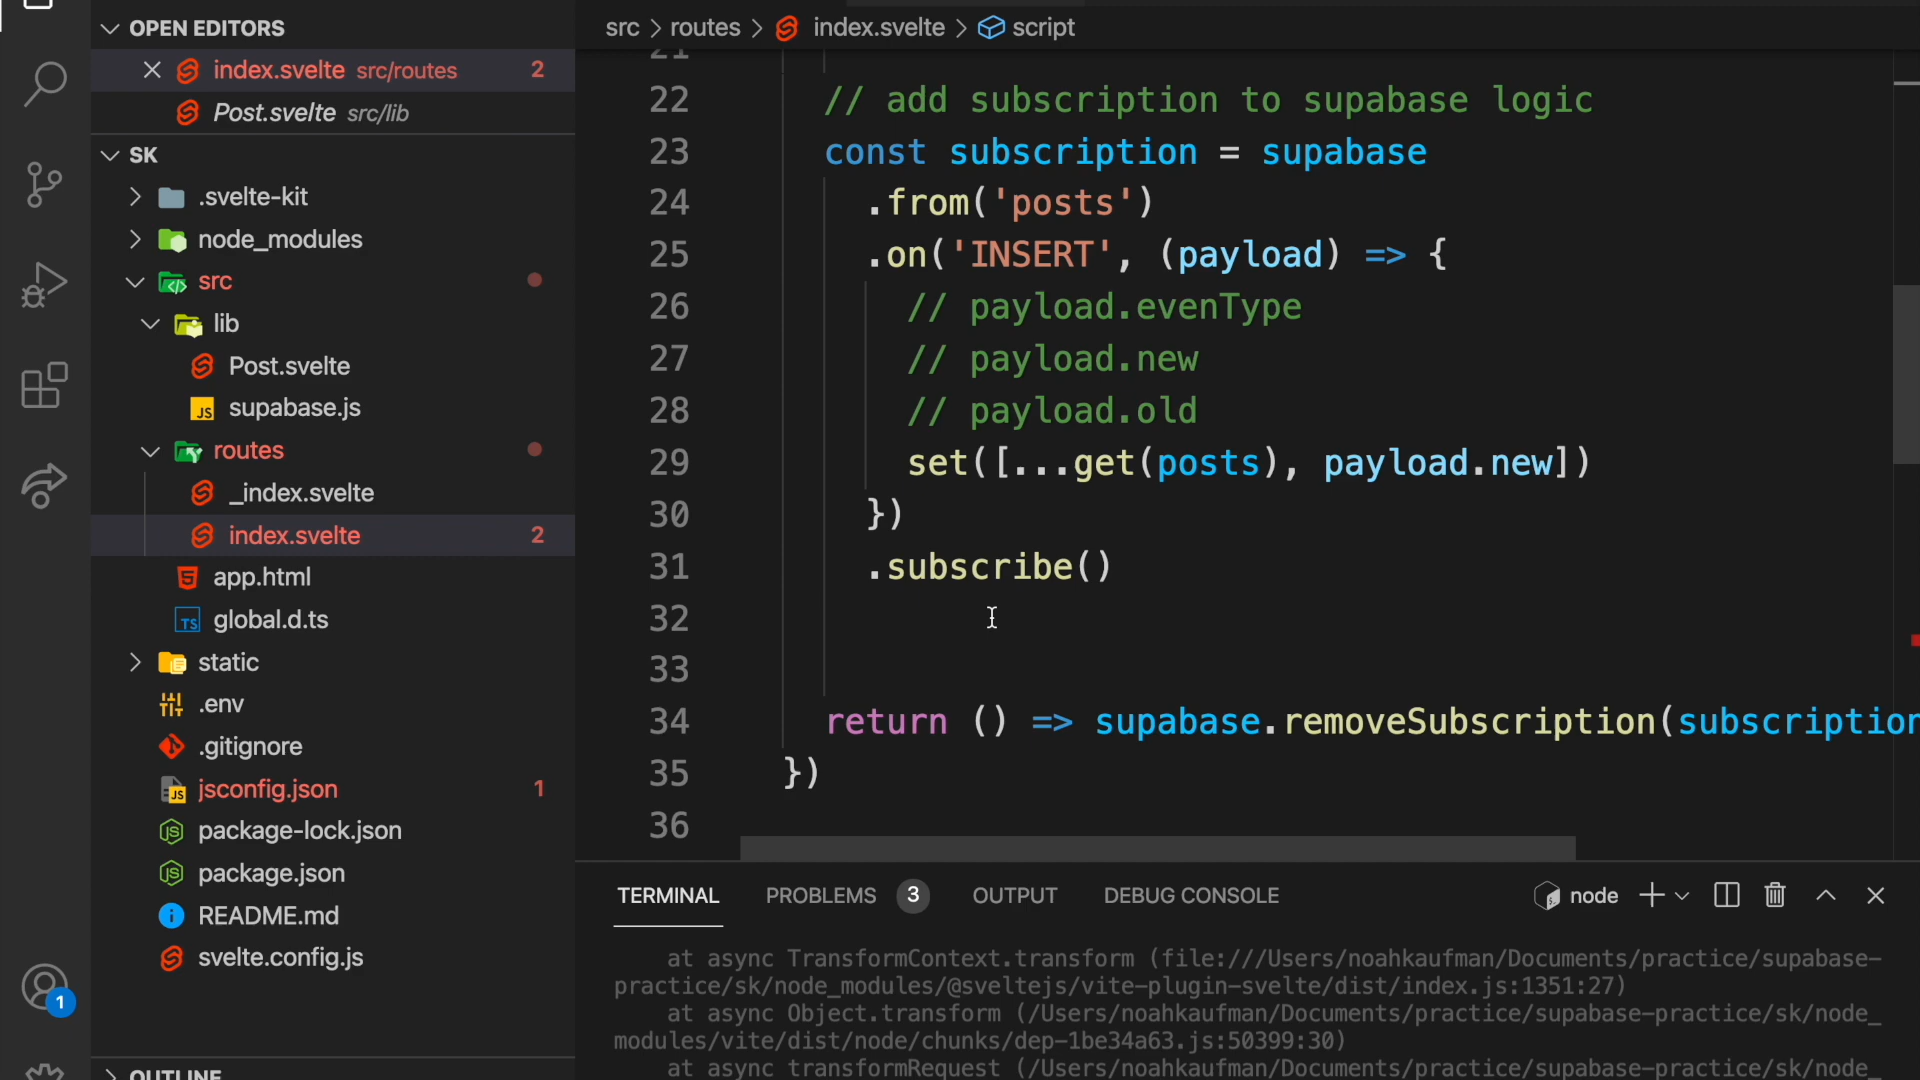 OPEN EDITORS
index.svelte src/routes 2
Post.svelte src/lib
SK
.svelte-kit
node_modules
src
lib
Post.svelte
supabase.js
routes
_index.svelte
index.svelte 2
app.html
global.d.ts
static
.env
.gitignore
jsconfig.json 1
package-lock.json
package.json
README.md
svelte.config.js
OUTLINE
1
src > routes > index.svelte > script
21
22 // add subscription to supabase logic
23 const subscription = supabase
24 .from('posts')
25 .on('INSERT', (payload) => {
26 // payload.evenType
27 // payload.new
28 // payload.old
29 set([...get(posts), payload.new])
30 })
31 .subscribe()
32
33
34 return () => supabase.removeSubscription(subscription
35 })
36
TERMINAL PROBLEMS 3 OUTPUT DEBUG CONSOLE node
at async TransformContext.transform (file:///Users/noahkaufman/Documents/practice/supabase-
practice/sk/node_modules/@sveltejs/vite-plugin-svelte/dist/index.js:1351:27)
at async Object.transform (/Users/noahkaufman/Documents/practice/supabase-practice/sk/node_
modules/vite/dist/node/chunks/dep-1be34a63.js:50399:30)
at async transformRequest (/Users/noahkaufman/Documents/practice/supabase-practice/sk/node_